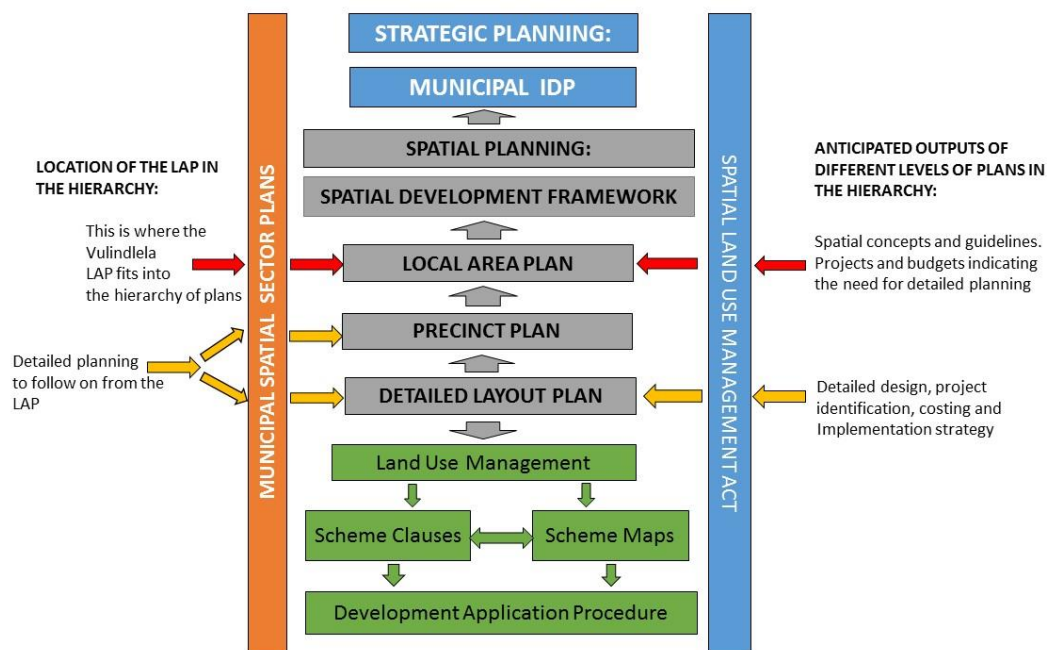 STRATEGIC PLANNING:
MUNICIPAL IDP
SPATIAL PLANNING:
SPATIAL DEVELOPMENT FRAMEWORK
LOCAL AREA PLAN
PRECINCT PLAN
DETAILED LAYOUT PLAN
Land Use Management
Scheme Clauses
Scheme Maps
Development Application Procedure
MUNICIPAL SPATIAL SECTOR PLANS
SPATIAL LAND USE MANAGEMENT ACT
LOCATION OF THE LAP IN
THE HIERARCHY:
This is where the
Vulindlela
LAP fits into
the hierarchy of plans
Detailed planning
to follow on from the
LAP
ANTICIPATED OUTPUTS OF
DIFFERENT LEVELS OF PLANS IN
THE HIERARCHY:
Spatial concepts and guidelines.
Projects and budgets indicating
the need for detailed planning
Detailed design, project
identification, costing and
Implementation strategy